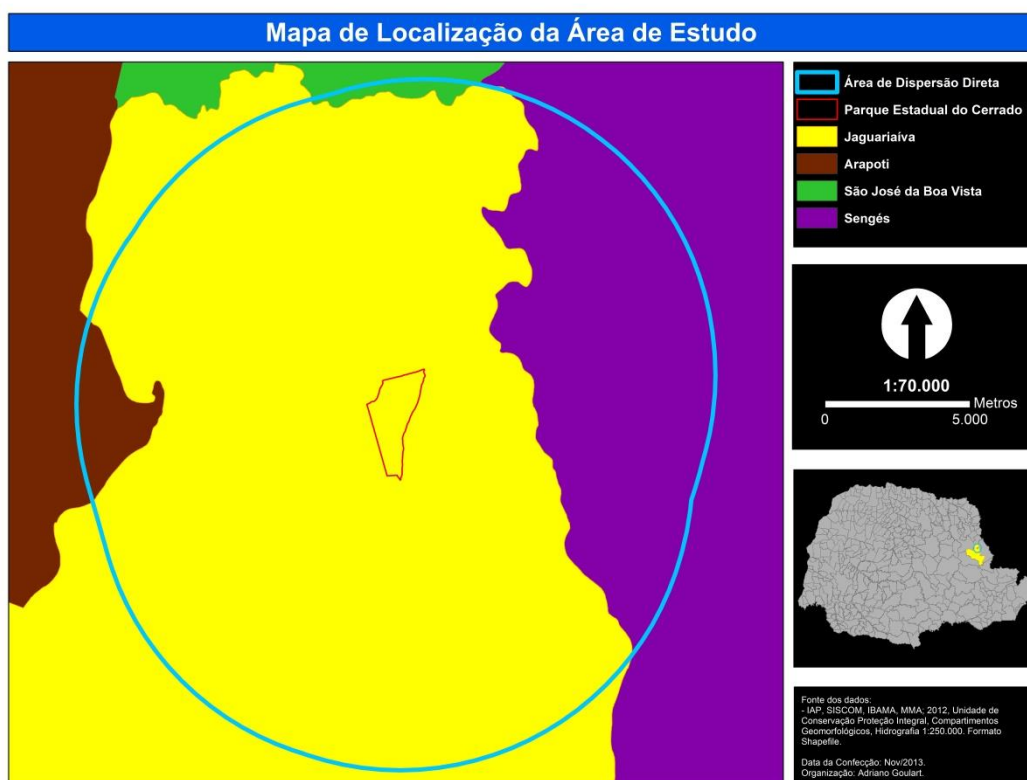 Mapa de Localização da Área de Estudo
Área de Dispersão Direta
Parque Estadual do Cerrado
Jaguariaíva
Arapoti
São José da Boa Vista
Sengés
1:70.000
Metros
0 5.000
Fonte dos dados:
- IAP, SISCOM, IBAMA, MMA; 2012, Unidade de
Conservação Proteção Integral, Compartimentos
Geomorfológicos, Hidrografia 1:250.000. Formato
Shapefile.
Data da Confecção: Nov/2013.
Organização: Adriano Goulart.